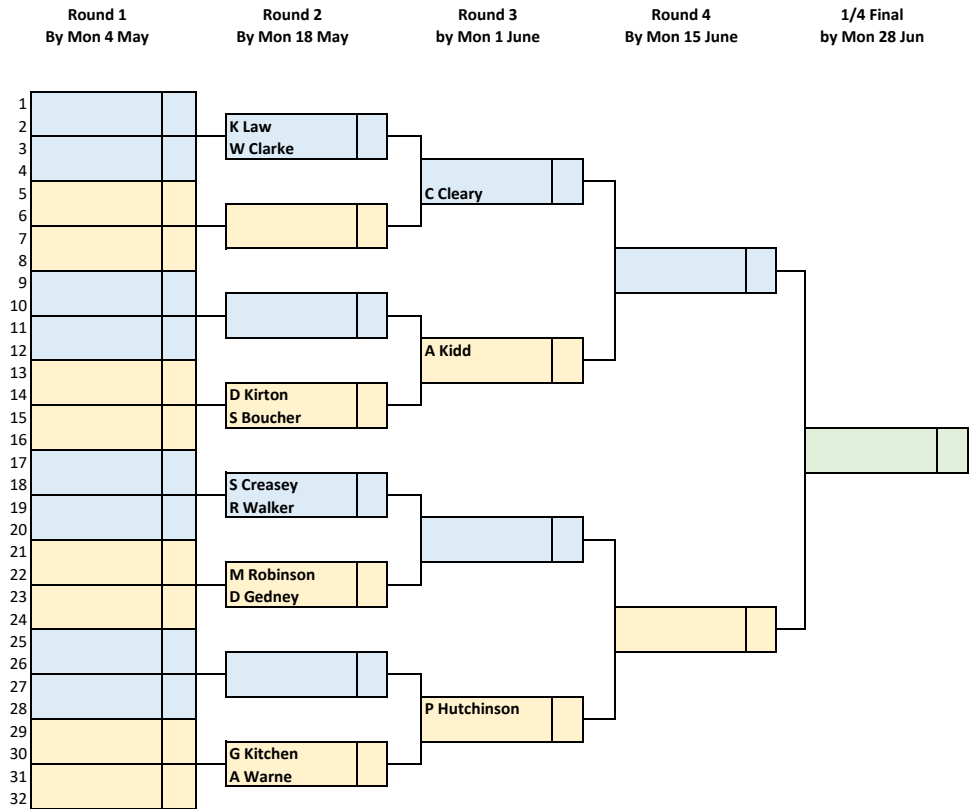 Round 1
By Mon 4 May
Round 2
By Mon 18 May
Round 3
by Mon 1 June
Round 4
By Mon 15 June
1/4 Final
by Mon 28 Jun
1
2
3
4
5
6
7
8
9
10
11
12
13
14
15
16
17
18
19
20
21
22
23
24
25
26
27
28
29
30
31
32
K Law
W Clarke
D Kirton
S Boucher
S Creasey
R Walker
M Robinson
D Gedney
G Kitchen
A Warne
C Cleary
A Kidd
P Hutchinson